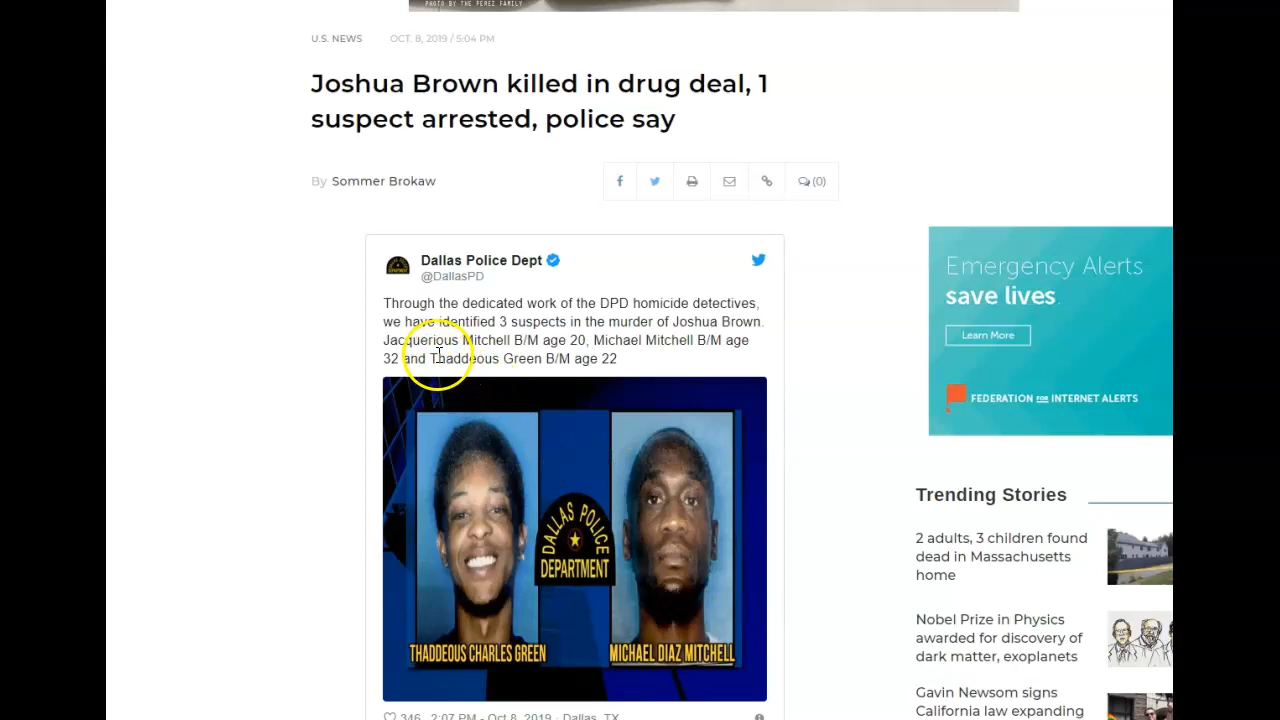 PHOTO BY THE PEREZ FAMILY
U.S. NEWS OCT. 8, 2019 / 5:04 PM
Joshua Brown killed in drug deal, 1
suspect arrested, police say
By Sommer Brokaw
(0)
Dallas Police Dept
@DallasPD
Through the dedicated work of the DPD homicide detectives,
we have identified 3 suspects in the murder of Joshua Brown.
Jacquerious Mitchell B/M age 20, Michael Mitchell B/M age
32 and Thaddeous Green B/M age 22
DALLAS POLICE
DEPARTMENT
THADDEOUS CHARLES GREEN
MICHAEL DIAZ MITCHELL
346 2:07 PM - Oct 8, 2019 · Dallas, TX
Emergency Alerts
save lives.
Learn More
FEDERATION FOR INTERNET ALERTS
Trending Stories
2 adults, 3 children found
dead in Massachusetts
home
Nobel Prize in Physics
awarded for discovery of
dark matter, exoplanets
Gavin Newsom signs
California law expanding